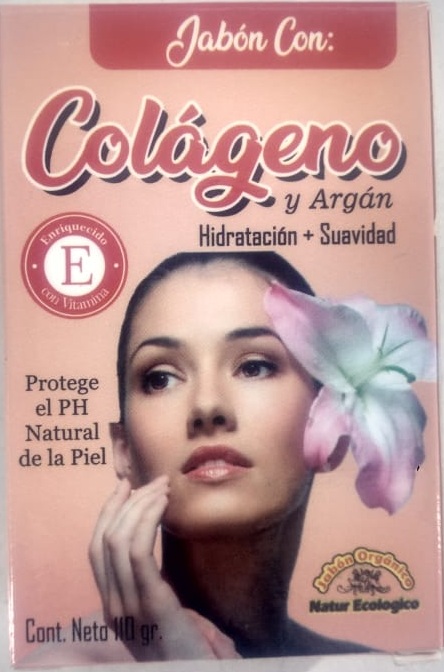 Jabón Con:
Colágeno
y Argán
Hidratación + Suavidad
Enriquecido
E
con Vitamina
Protege
el PH
Natural
de la Piel
Jabón Orgánico
Natur Ecologico
Cont. Neto 110 gr.